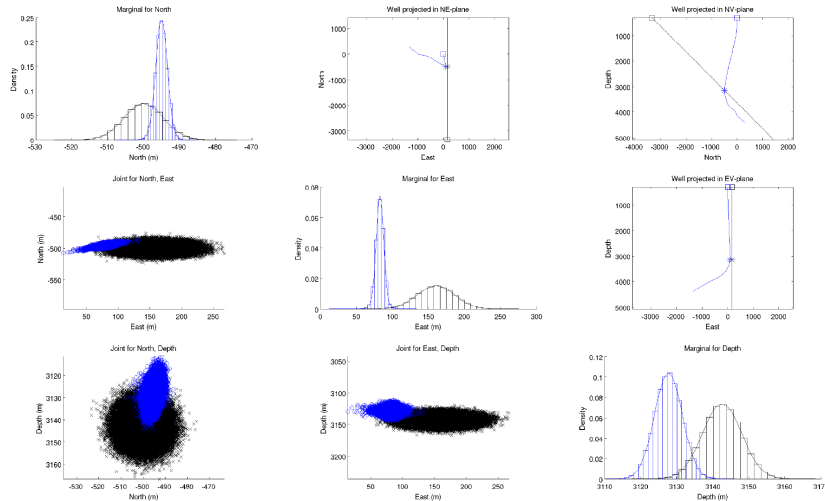 Marginal for North
Density
0.25
0.2
0.15
0.1
0.05
0
-530 -520 -510 -500 -490 -480 -470
North (m)
Well projected in NE-plane
North
-3000
-2000
-1000
0
1000
-3000 -2000 -1000 0 1000 2000
East
Well projected in NV-plane
Depth
1000
2000
3000
4000
5000
-4000 -3000 -2000 -1000 0 1000 2000
North
Joint for North, East
North (m)
-450
-500
-550
50 100 150 200 250
East (m)
Marginal for East
Density
0.08
0.06
0.04
0.02
0
0 50 100 150 200 250 300
East (m)
Well projected in EV-plane
Depth
1000
2000
3000
4000
5000
-3000 -2000 -1000 0 1000 2000
East
Joint for North, Depth
Depth (m)
3120
3130
3140
3150
3160
-530 -520 -510 -500 -490 -480 -470
North (m)
Joint for East, Depth
Depth (m)
3050
3100
3150
3200
50 100 150 200 250
East (m)
Marginal for Depth
Density
0.12
0.1
0.08
0.06
0.04
0.02
0
3110 3120 3130 3140 3150 3160 317
Depth (m)